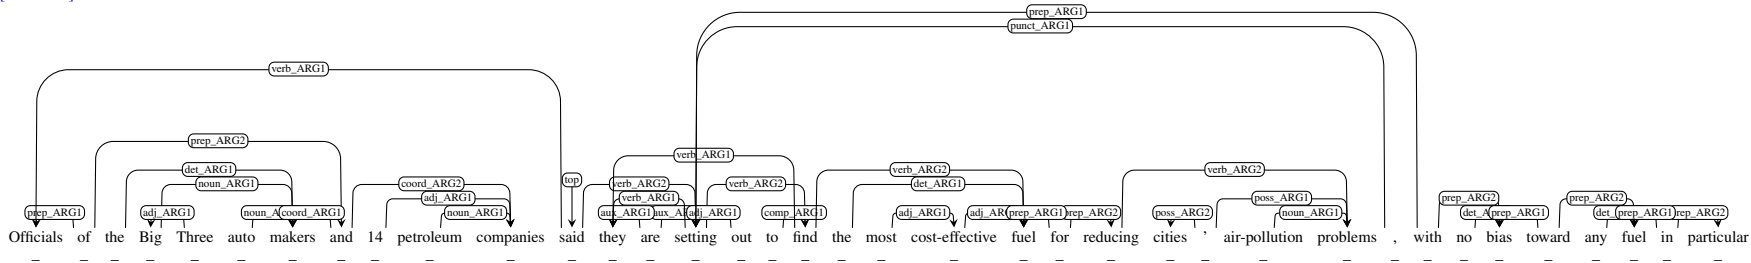 prep_ARG1
punct_ARG1
verb_ARG1
prep_ARG2
verb_ARG1
det_ARG1 verb_ARG2 verb_ARG2
noun_ARG1 coord_ARG2 top verb_ARG2 verb_ARG2 det_ARG1
adj_ARG1 verb_ARG1 poss_ARG1 prep_ARG2 prep_ARG2
prep_ARG1 adj_ARG1 coord_ARG1 noun_ARG1 aux_ARG1 adj_ARG1 comp_ARG1 adj_ARG1 prep_ARG1 poss_ARG2 noun_ARG1 prep_ARG1 prep_ARG1
Officials of the Big Three auto makers and 14 petroleum companies said they are setting out to find the most cost-effective fuel for reducing cities ' air-pollution problems , with no bias toward any fuel in particular